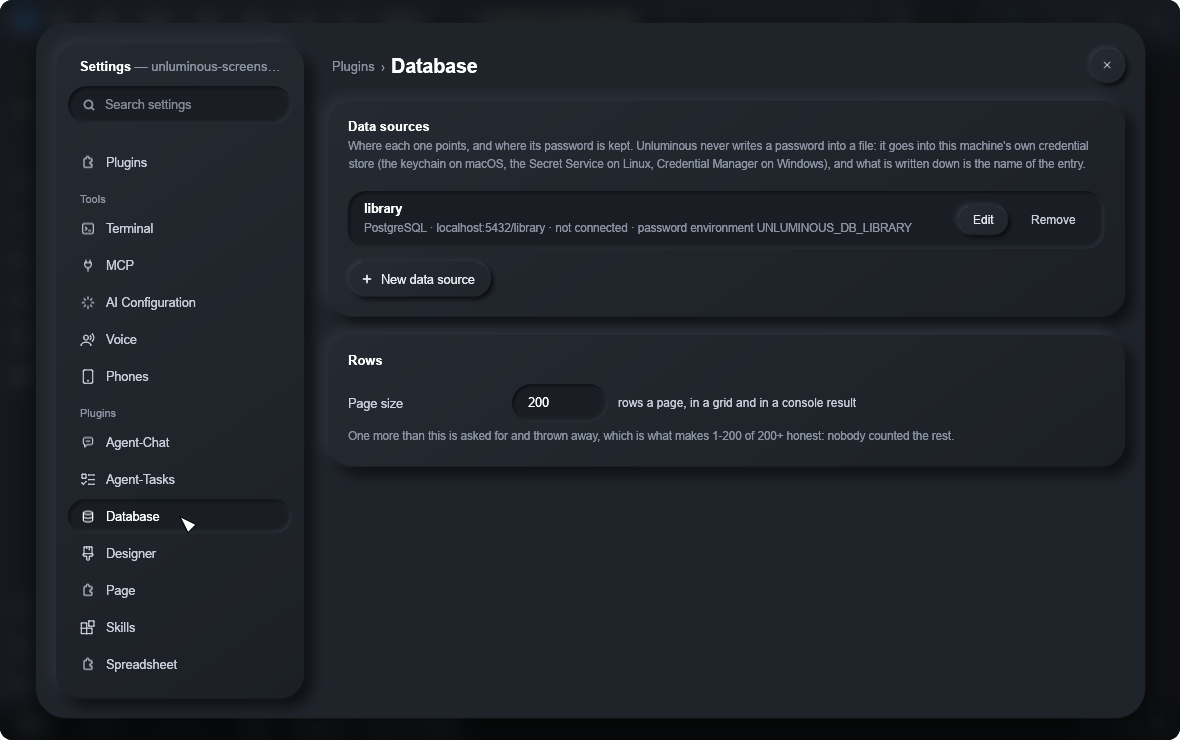 Settings — unluminous-screens…
Search settings
Plugins
Tools
Terminal
MCP
AI Configuration
Voice
Phones
Plugins
Agent-Chat
Agent-Tasks
Database
Designer
Page
Skills
Spreadsheet
Plugins › Database
×
Data sources
Where each one points, and where its password is kept. Unluminous never writes a password into a file: it goes into this machine's own credential
store (the keychain on macOS, the Secret Service on Linux, Credential Manager on Windows), and what is written down is the name of the entry.
library
PostgreSQL · localhost:5432/library · not connected · password environment UNLUMINOUS_DB_LIBRARY
Edit
Remove
+ New data source
Rows
Page size 200 rows a page, in a grid and in a console result
One more than this is asked for and thrown away, which is what makes 1-200 of 200+ honest: nobody counted the rest.